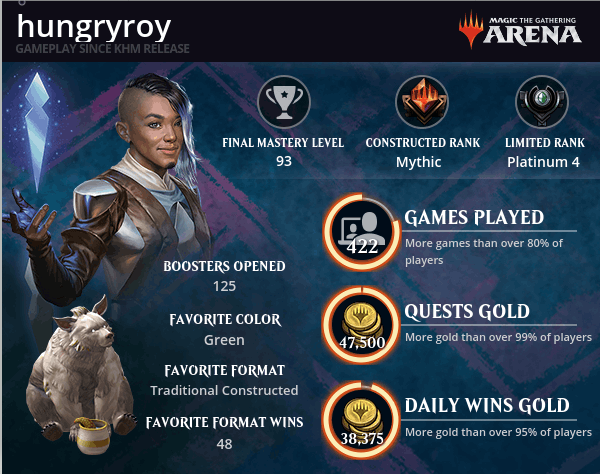 hungryroy
GAMEPLAY SINCE KHM RELEASE
MAGIC THE GATHERING
ARENA
FINAL MASTERY LEVEL
93
CONSTRUCTED RANK
Mythic
LIMITED RANK
Platinum 4
GAMES PLAYED
422
More games than over 80% of
players
BOOSTERS OPENED
125
QUESTS GOLD
47,500
More gold than over 99% of players
FAVORITE COLOR
Green
FAVORITE FORMAT
Traditional Constructed
DAILY WINS GOLD
38,375
More gold than over 95% of players
FAVORITE FORMAT WINS
48